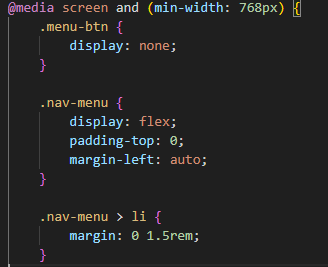 @media screen and (min-width: 768px) {
.menu-btn {
display: none;
}
.nav-menu {
display: flex;
padding-top: 0;
margin-left: auto;
}
.nav-menu > li {
margin: 0 1.5rem;
}